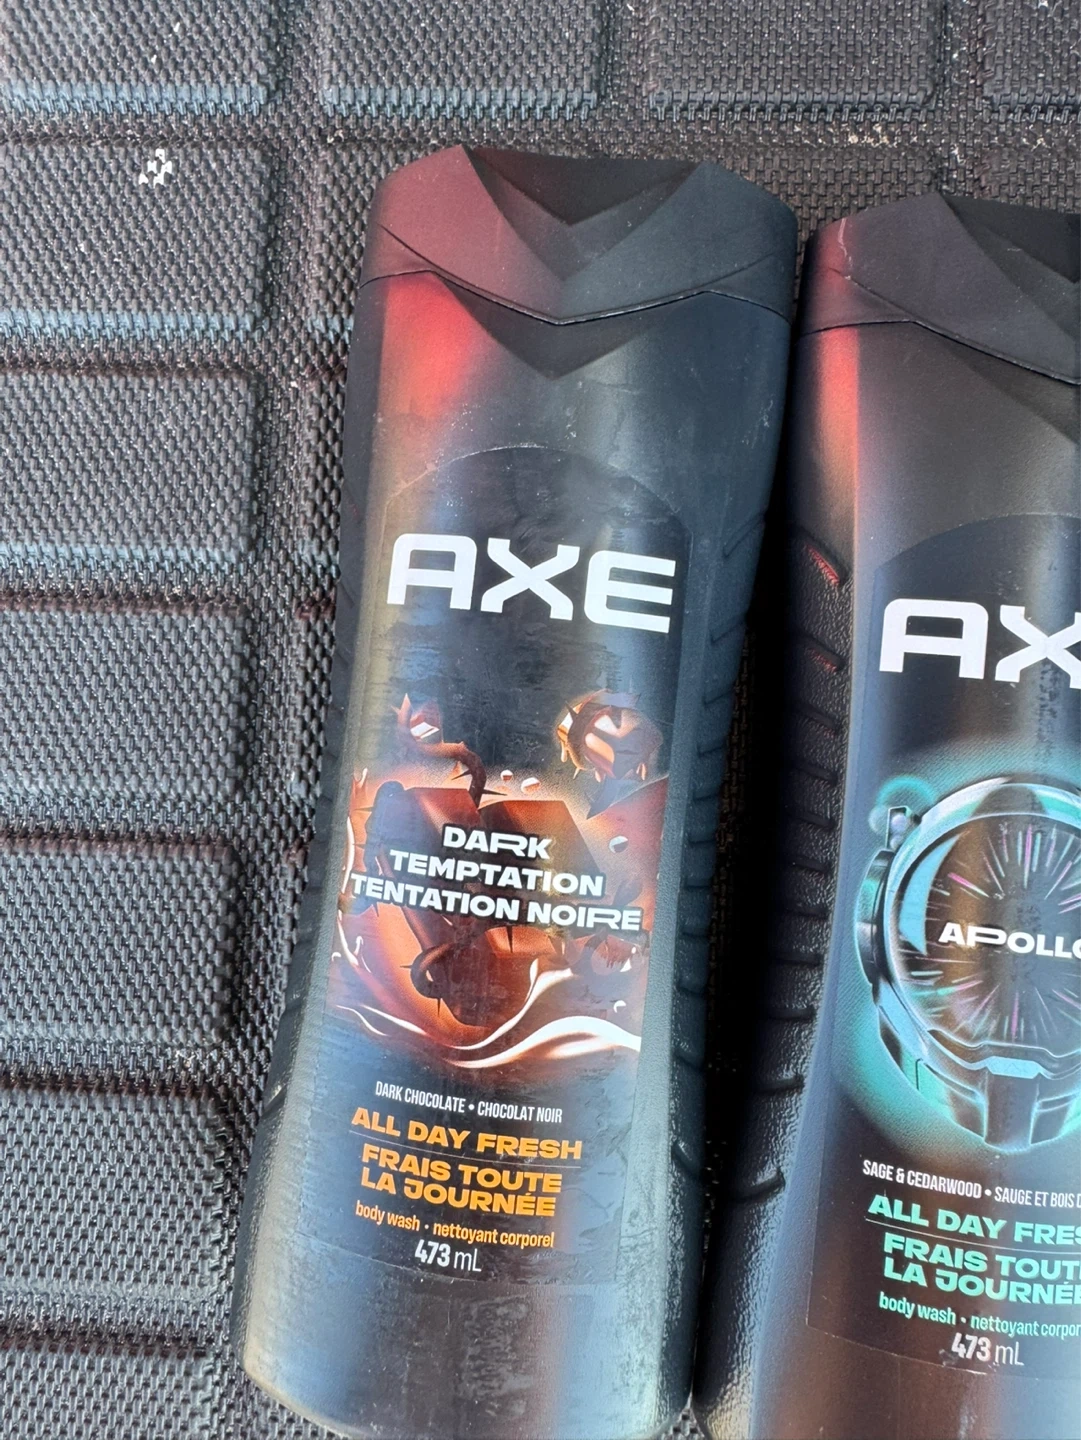 AXE
DARK
TEMPTATION
TENTATION NOIRE
DARK CHOCOLATE • CHOCOLAT NOIR
ALL DAY FRESH
FRAIS TOUTE
LA JOURNÉE
body wash • nettoyant corporel
473 mL
AX
APOLLO
SAGE & CEDARWOOD • SAUGE ET BOIS
ALL DAY FRES
FRAIS TOUT
LA JOURNÉE
body wash • nettoyant corpor
473 mL